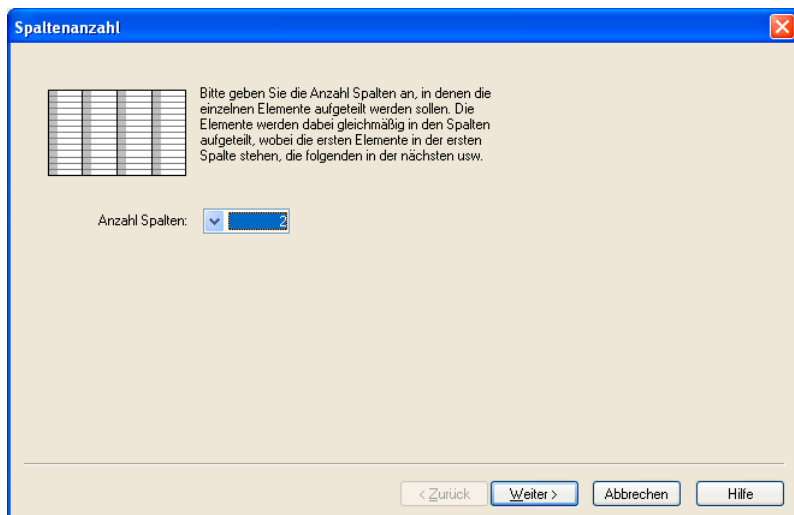 Spaltenanzahl
Bitte geben Sie die Anzahl Spalten an, in denen die
einzelnen Elemente aufgeteilt werden sollen. Die
Elemente werden dabei gleichmäßig in den Spalten
aufgeteilt, wobei die ersten Elemente in der ersten
Spalte stehen, die folgenden in der nächsten usw.
Anzahl Spalten: 2
< Zurück Weiter > Abbrechen Hilfe